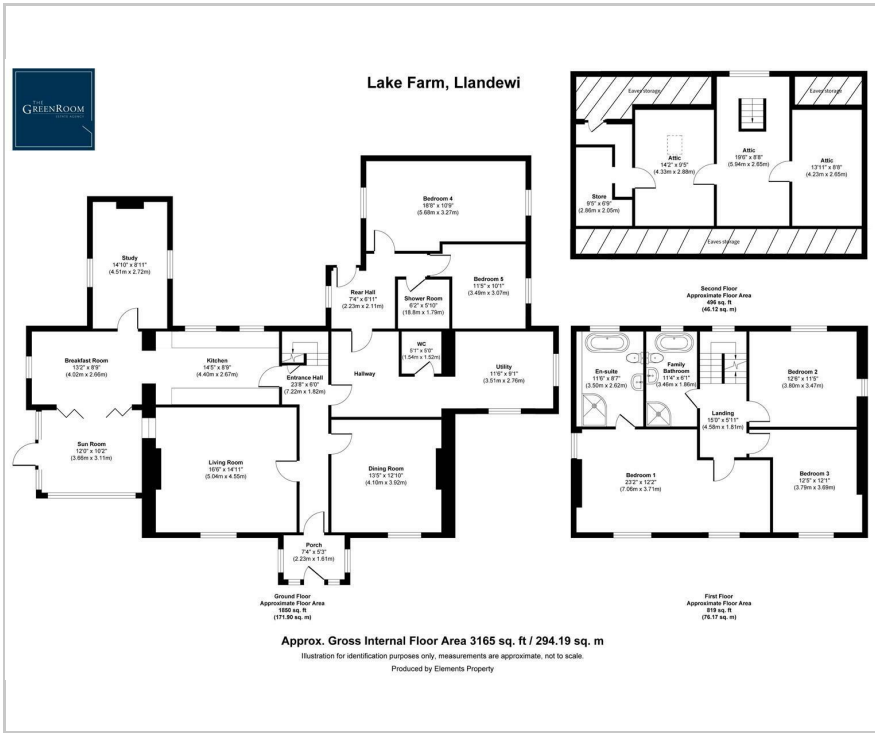 THE
GREENROOM
ESTATE AGENCY
Lake Farm, Llandewi
Eaves storage
Eaves storage
Attic
14'2" x 9'5"
(4.33m x 2.88m)
Attic
19'6" x 8'8"
(5.94m x 2.65m)
Attic
13'11" x 8'8"
(4.23m x 2.65m)
Store
9'5" x 6'9"
(2.86m x 2.05m)
Eaves storage
Second Floor
Approximate Floor Area
496 sq. ft
(46.12 sq. m)
Bedroom 4
18'8" x 10'9"
(5.68m x 3.27m)
Study
14'10" x 8'11"
(4.51m x 2.72m)
Bedroom 5
11'5" x 10'1"
(3.49m x 3.07m)
Rear Hall
7'4" x 6'11"
(2.23m x 2.11m)
Shower Room
6'2" x 5'10"
(18.8m x 1.79m)
Breakfast Room
13'2" x 8'9"
(4.02m x 2.66m)
Kitchen
14'5" x 8'9"
(4.40m x 2.67m)
Entrance Hall
23'8" x 6'0"
(7.22m x 1.82m)
Hallway
WC
5'1" x 5'0"
(1.54m x 1.52m)
Utility
11'6" x 9'1"
(3.51m x 2.76m)
Sun Room
12'0" x 10'2"
(3.66m x 3.11m)
Living Room
16'6" x 14'11"
(5.04m x 4.55m)
Dining Room
13'5" x 12'10"
(4.10m x 3.92m)
Porch
7'4" x 5'3"
(2.23m x 1.61m)
Ground Floor
Approximate Floor Area
1850 sq. ft
(171.90 sq. m)
En-suite
11'6" x 8'7"
(3.50m x 2.62m)
Family
Bathroom
11'4" x 6'1"
(3.46m x 1.86m)
Bedroom 2
12'6" x 11'5"
(3.80m x 3.47m)
Landing
15'0" x 5'11"
(4.58m x 1.81m)
Bedroom 1
23'2" x 12'2"
(7.06m x 3.71m)
Bedroom 3
12'5" x 12'1"
(3.79m x 3.69m)
First Floor
Approximate Floor Area
819 sq. ft
(76.17 sq. m)
Approx. Gross Internal Floor Area 3165 sq. ft / 294.19 sq. m
Illustration for identification purposes only, measurements are approximate, not to scale.
Produced by Elements Property